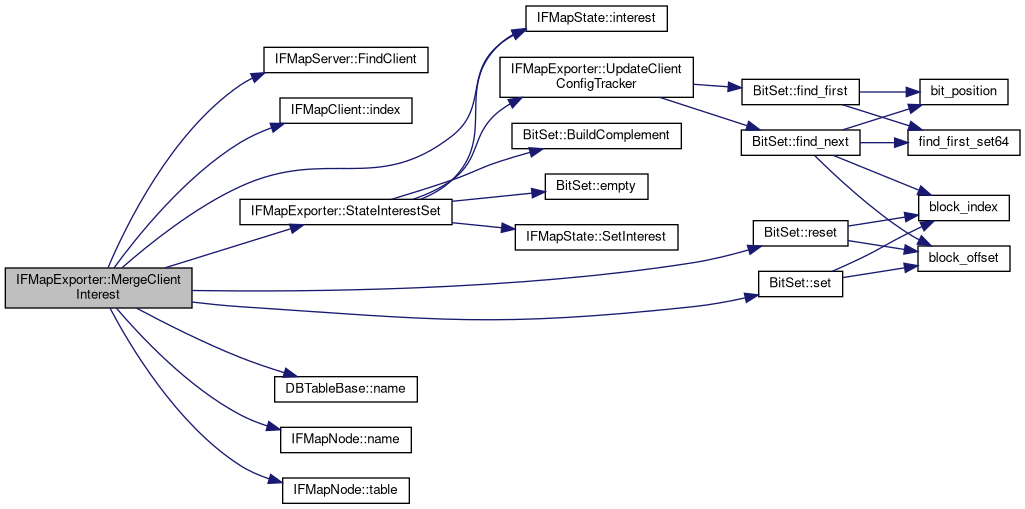 IFMapExporter::MergeClient
Interest
IFMapServer::FindClient
IFMapClient::index
IFMapExporter::StateInterestSet
DBTableBase::name
IFMapNode::name
IFMapNode::table
IFMapState::interest
IFMapExporter::UpdateClient
ConfigTracker
BitSet::BuildComplement
BitSet::empty
IFMapState::SetInterest
BitSet::find_first
BitSet::find_next
BitSet::reset
BitSet::set
bit_position
find_first_set64
block_index
block_offset